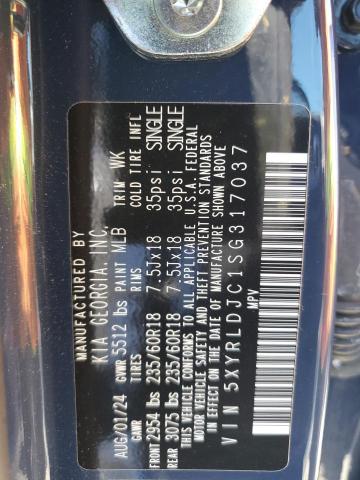 MANUFACTURED BY
KIA GEORGIA, INC.
AUG/01/24 GVWR 5512 lbs PAINT MLB TRIM WK
GAWR TIRES RIMS COLD TIRE INFL
FRONT 2954 lbs 235/60R18 7.5Jx18 35psi SINGLE
REAR 3075 lbs 235/60R18 7.5Jx18 35psi SINGLE
THIS VEHICLE CONFORMS TO ALL APPLICABLE U.S.A. FEDERAL
MOTOR VEHICLE SAFETY AND THEFT PREVENTION STANDARDS
IN EFFECT ON THE DATE OF MANUFACTURE SHOWN ABOVE.
VIN 5XYRLDJC1SG317037
MPV